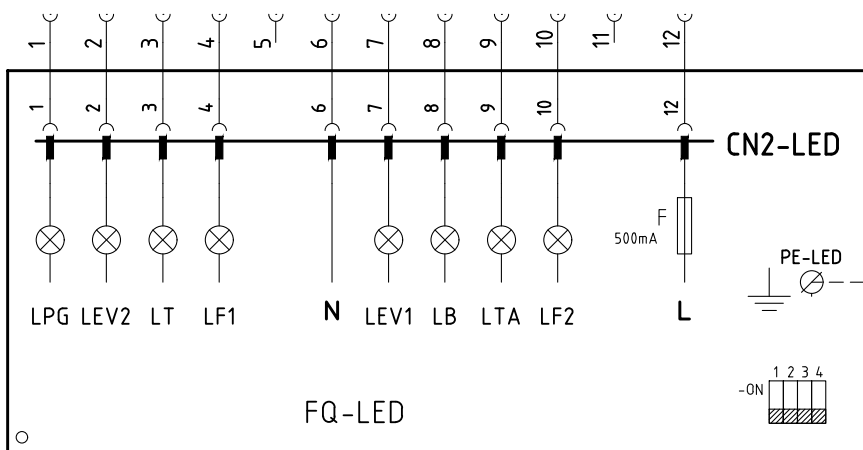 1 2 3 4 5 6 7 8 9 10 11 12
1 2 3 4 6 7 8 9 10 12
CN2-LED
F
500mA
PE-LED
LPG LEV2 LT LF1 N LEV1 LB LTA LF2 L
1 2 3 4
-ON
FQ-LED